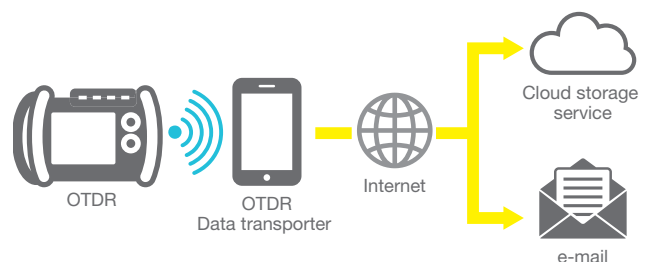 OTDR
OTDR
Data transporter
Internet
Cloud storage
service
e-mail